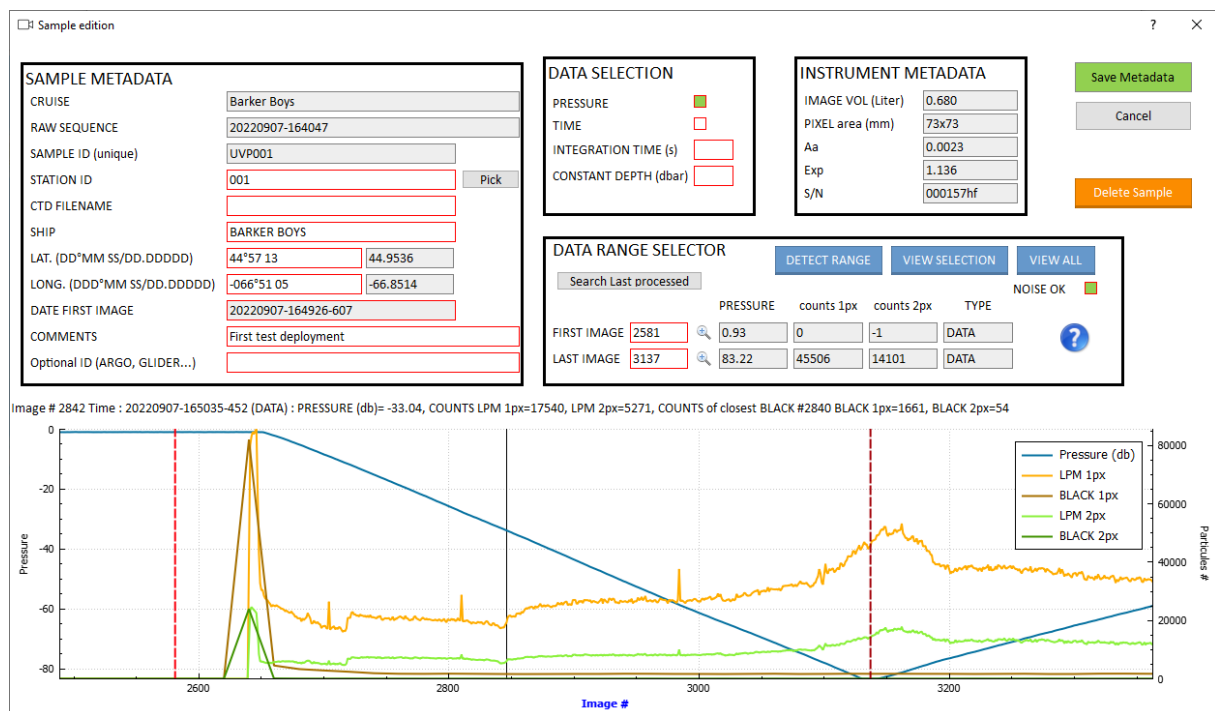 Sample edition
?
SAMPLE METADATA
CRUISE Barker Boys
RAW SEQUENCE 20220907-164047
SAMPLE ID (unique) UVP001
STATION ID 001 Pick
CTD FILENAME
SHIP BARKER BOYS
LAT. (DD°MM SS/DD.DDDDD) 44°57 13 44.9536
LONG. (DDD°MM SS/DD.DDDDD) -066°51 05 -66.8514
DATE FIRST IMAGE 20220907-164926-607
COMMENTS First test deployment
Optional ID (ARGO, GLIDER...)
DATA SELECTION
PRESSURE
TIME
INTEGRATION TIME (s)
CONSTANT DEPTH (dbar)
INSTRUMENT METADATA
IMAGE VOL (Liter) 0.680
PIXEL area (mm) 73x73
Aa 0.0023
Exp 1.136
S/N 000157hf
Save Metadata
Cancel
Delete Sample
DATA RANGE SELECTOR
DETECT RANGE VIEW SELECTION VIEW ALL
Search Last processed
NOISE OK
PRESSURE counts 1px counts 2px TYPE
FIRST IMAGE 2581 0.93 0 -1 DATA
LAST IMAGE 3137 83.22 45506 14101 DATA
?
Image # 2842 Time : 20220907-165035-452 (DATA) : PRESSURE (db)= -33.04, COUNTS LPM 1px=17540, LPM 2px=5271, COUNTS of closest BLACK #2840 BLACK 1px=1661, BLACK 2px=54
0
-20
-40
-60
-80
Pressure
Pressure (db)
LPM 1px
BLACK 1px
LPM 2px
BLACK 2px
80000
60000
40000
20000
0
Particules #
2600 2800 3000 3200
Image #